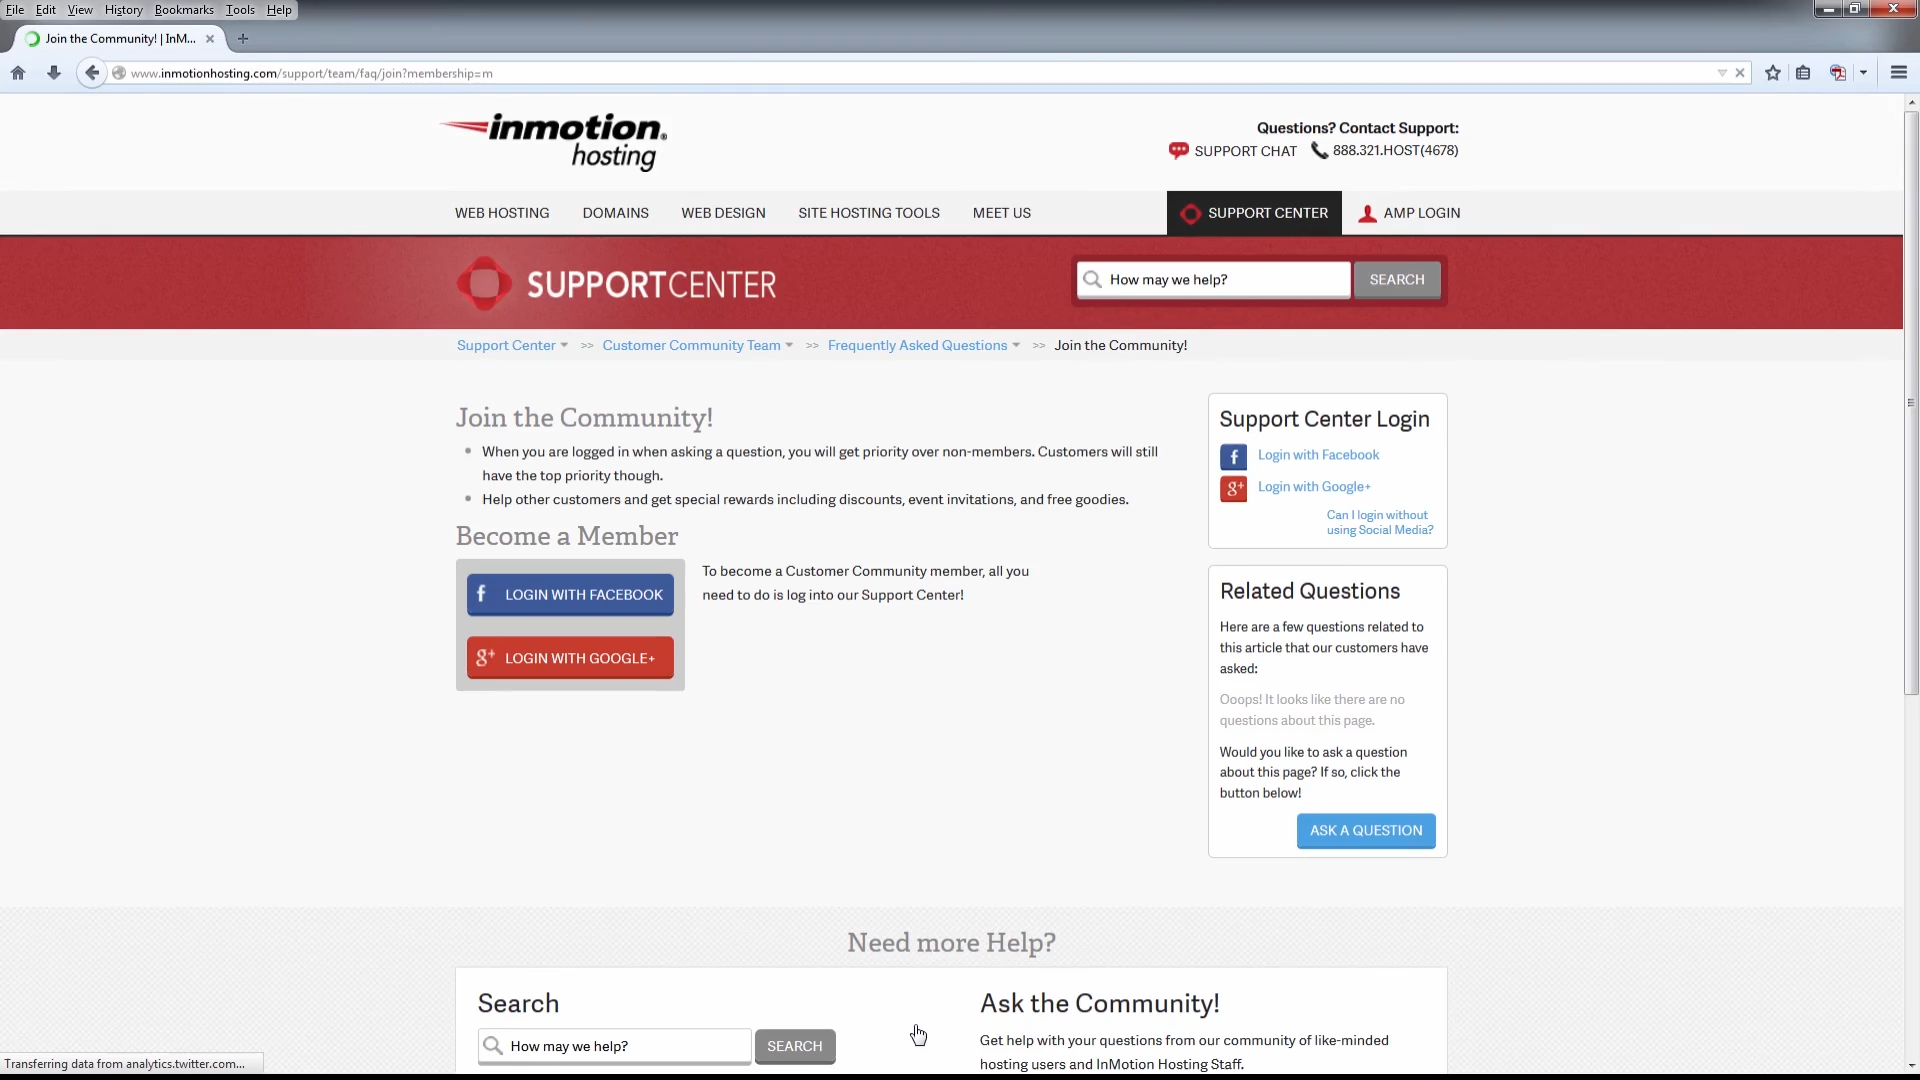 File Edit View History Bookmarks Tools Help
Join the Community! | InM...
www.inmotionhosting.com/support/team/faq/join?membership=m
inmotion hosting
Questions? Contact Support:
SUPPORT CHAT 888.321.HOST(4678)
WEB HOSTING DOMAINS WEB DESIGN SITE HOSTING TOOLS MEET US SUPPORT CENTER AMP LOGIN
SUPPORTCENTER
How may we help? SEARCH
Support Center >> Customer Community Team >> Frequently Asked Questions >> Join the Community!
Join the Community!
When you are logged in when asking a question, you will get priority over non-members. Customers will still
have the top priority though.
Help other customers and get special rewards including discounts, event invitations, and free goodies.
Become a Member
f LOGIN WITH FACEBOOK
g+ LOGIN WITH GOOGLE+
To become a Customer Community member, all you
need to do is log into our Support Center!
Support Center Login
f Login with Facebook
g+ Login with Google+
Can I login without
using Social Media?
Related Questions
Here are a few questions related to
this article that our customers have
asked:
Ooops! It looks like there are no
questions about this page.
Would you like to ask a question
about this page? If so, click the
button below!
ASK A QUESTION
Need more Help?
Search
How may we help? SEARCH
Ask the Community!
Get help with your questions from our community of like-minded
hosting users and InMotion Hosting Staff.
Transferring data from analytics.twitter.com...